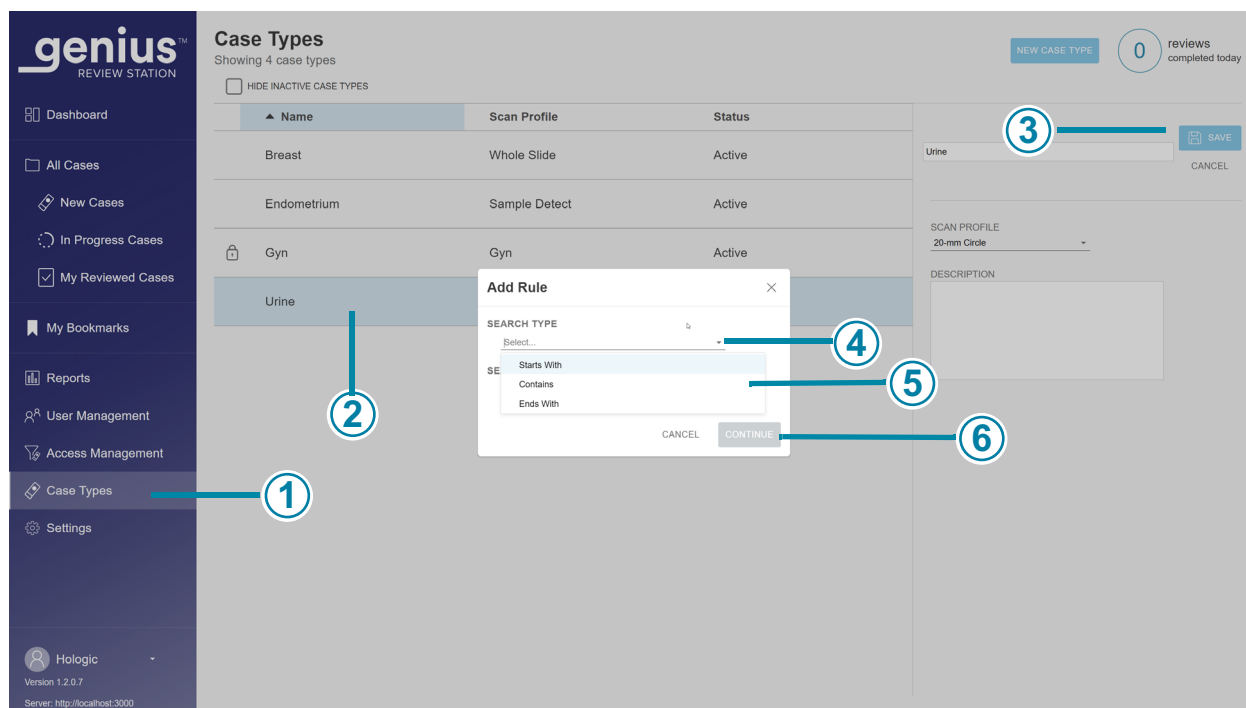 genius™
REVIEW STATION
Dashboard
All Cases
New Cases
In Progress Cases
My Reviewed Cases
My Bookmarks
Reports
User Management
Access Management
Case Types
Settings
Hologic
Version 1.2.0.7
Server: http://localhost:3000
Case Types
Showing 4 case types
HIDE INACTIVE CASE TYPES
NEW CASE TYPE
0
reviews
completed today
Name Scan Profile Status
Breast Whole Slide Active
Endometrium Sample Detect Active
Gyn Gyn Active
Urine
Add Rule
SEARCH TYPE
Select...
SE
Starts With
Contains
Ends With
CANCEL CONTINUE
Urine
SAVE
CANCEL
SCAN PROFILE
20-mm Circle
DESCRIPTION
1
2
3
4
5
6